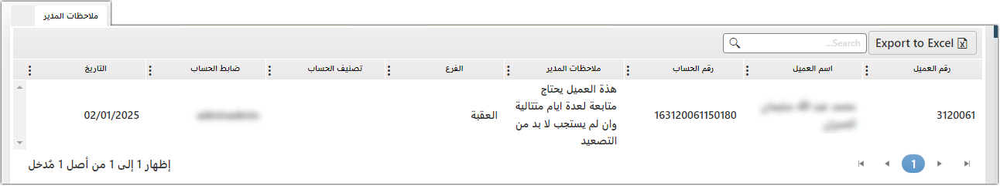 ملاحظات المدير
Export to Excel
Search...
رقم العميل
اسم العميل
رقم الحساب
ملاحظات المدير
الفرع
تصنيف الحساب
ضابط الحساب
التاريخ
3120061
163120061150180
هذة العميل يحتاج
متابعة لعدة ايام متتالية
وان لم يستجب لا بد من
التصعيد
العقبة
02/01/2025
1
إظهار 1 إلى 1 من أصل 1 مُدخل